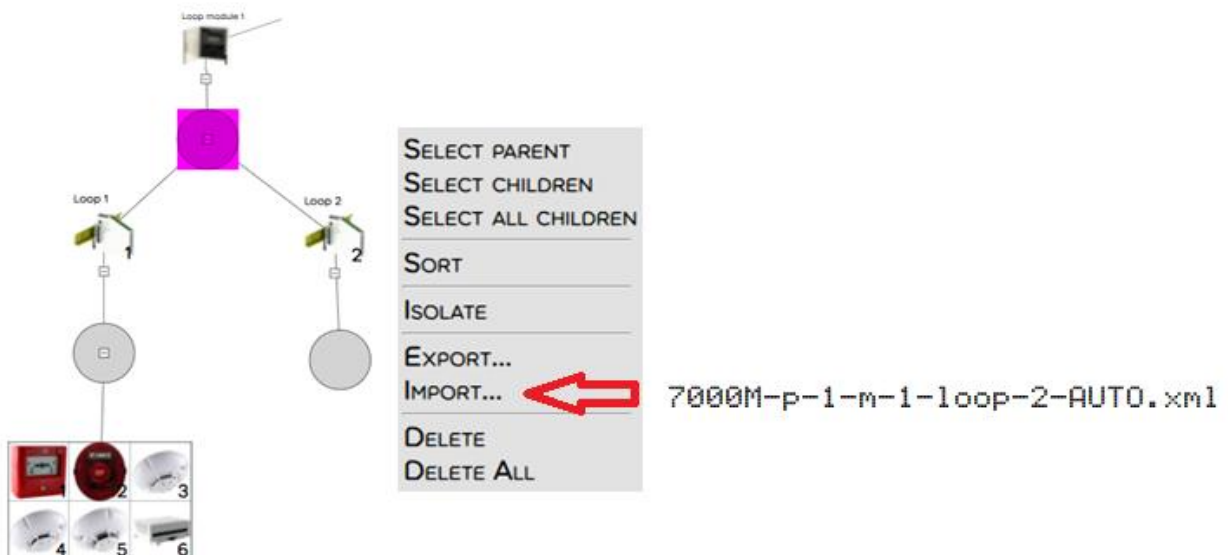 Loop module 1
Loop 1
Loop 2
1
2
1
2
3
4
5
6
SELECT PARENT
SELECT CHILDREN
SELECT ALL CHILDREN
SORT
ISOLATE
EXPORT...
IMPORT...
DELETE
DELETE ALL
7000M-p-1-m-1-loop-2-AUTO.xml